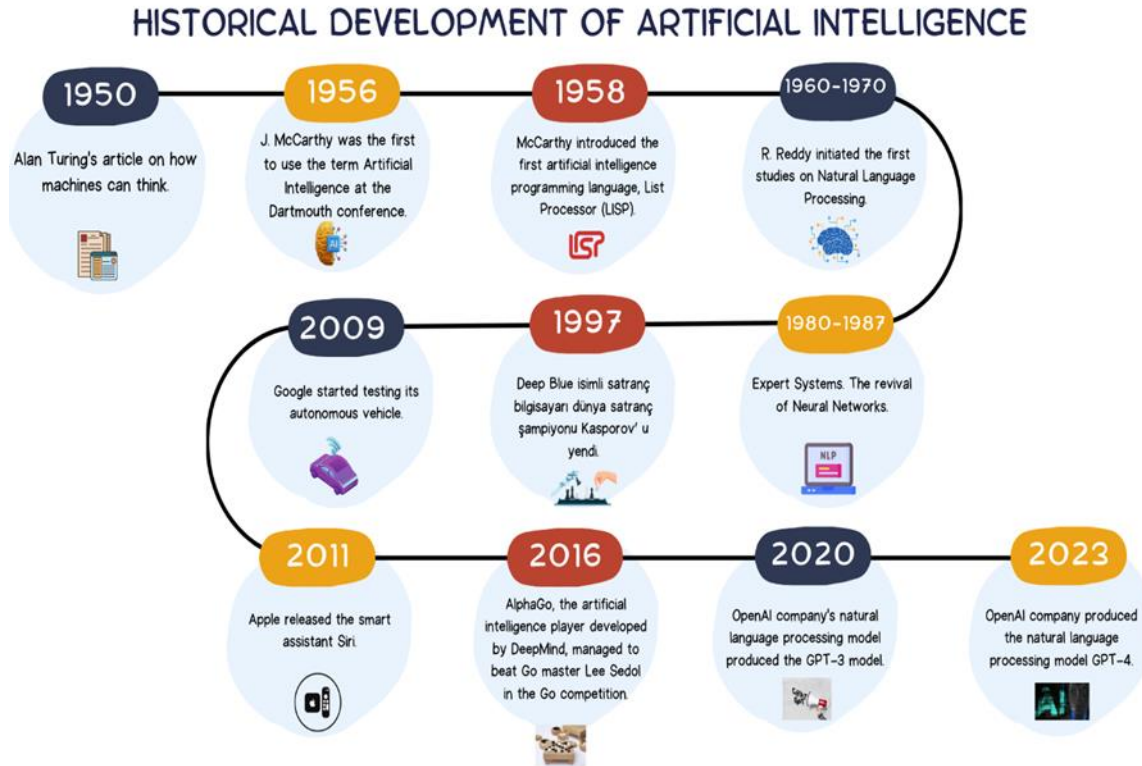 HISTORICAL DEVELOPMENT OF ARTIFICIAL INTELLIGENCE
1950
Alan Turing's article on how
machines can think.
1956
J. McCarthy was the first
to use the term Artificial
Intelligence at the
Dartmouth conference.
AI
1958
McCarthy introduced the
first artificial intelligence
programming language, List
Processor (LISP).
LISP
1960-1970
R. Reddy initiated the first
studies on Natural Language
Processing.
1980-1987
Expert Systems. The revival
of Neural Networks.
NLP
1997
Deep Blue isimli satranç
bilgisayarı dünya satranç
şampiyonu Kasporov' u
yendi.
2009
Google started testing its
autonomous vehicle.
2011
Apple released the smart
assistant Siri.
2016
AlphaGo, the artificial
intelligence player developed
by DeepMind, managed to
beat Go master Lee Sedol
in the Go competition.
2020
OpenAI company's natural
language processing model
produced the GPT-3 model.
2023
OpenAI company produced
the natural language
processing model GPT-4.
AI